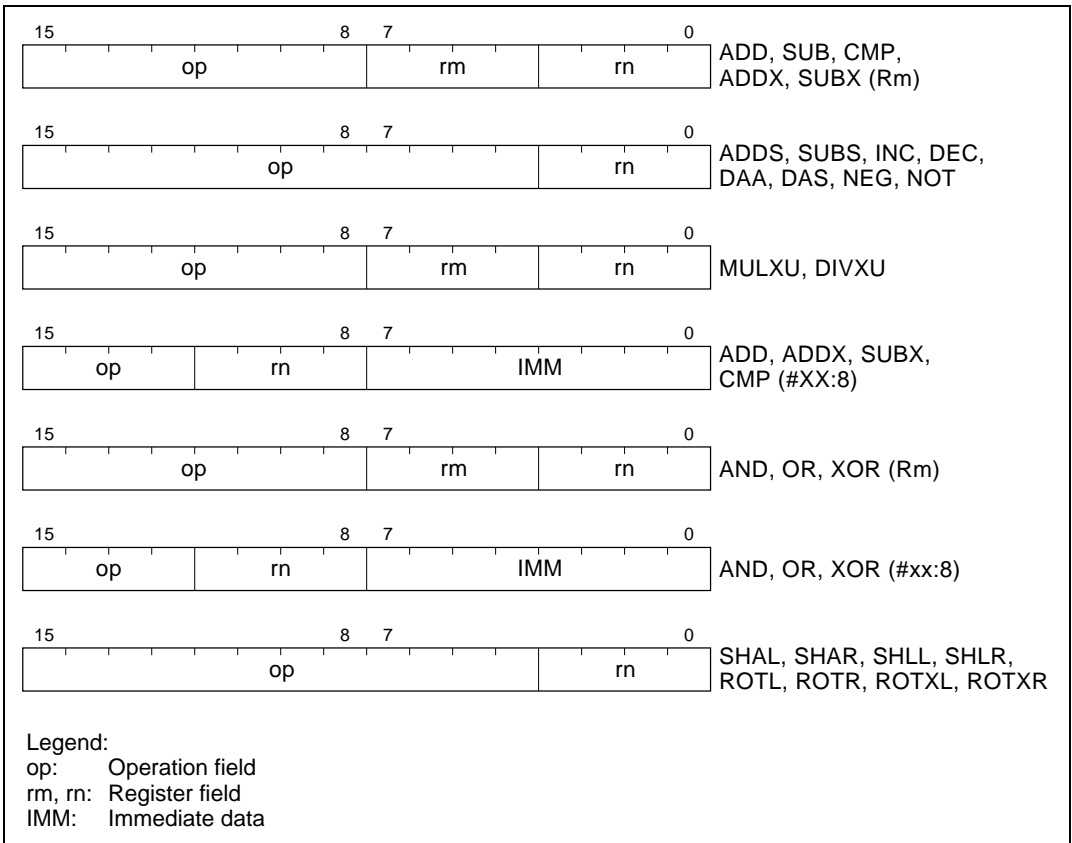 15 8 7 0
op rm rn
ADD, SUB, CMP,
ADDX, SUBX (Rm)
15 8 7 0
op rn
ADDS, SUBS, INC, DEC,
DAA, DAS, NEG, NOT
15 8 7 0
op rm rn
MULXU, DIVXU
15 8 7 0
op rn IMM
ADD, ADDX, SUBX,
CMP (#XX:8)
15 8 7 0
op rm rn
AND, OR, XOR (Rm)
15 8 7 0
op rn IMM
AND, OR, XOR (#xx:8)
15 8 7 0
op rn
SHAL, SHAR, SHLL, SHLR,
ROTL, ROTR, ROTXL, ROTXR
Legend:
op: Operation field
rm, rn: Register field
IMM: Immediate data